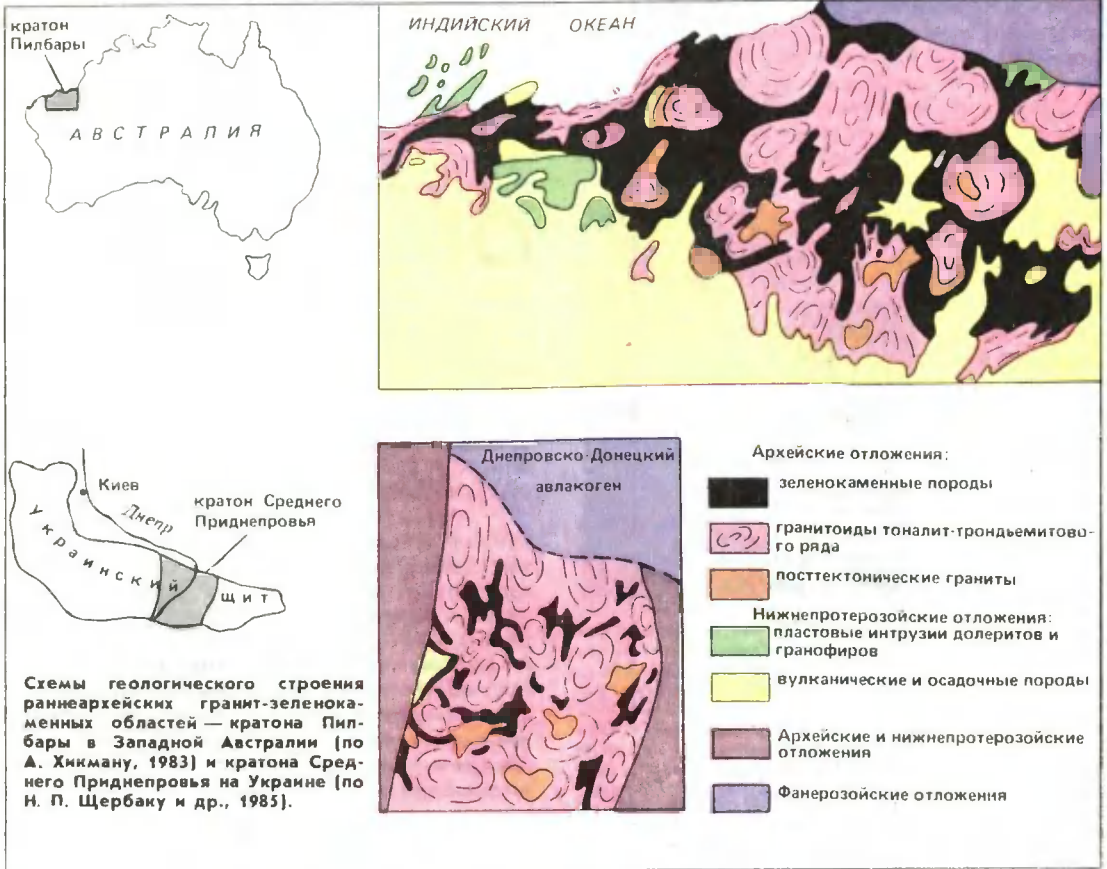 кратон
Пилбары
АВСТРАЛИЯ
ИНДИЙСКИЙ ОКЕАН
Киев
Днепр
кратон Среднего
Приднепровья
Украинский щит
Схемы геологического строения
раннеархейских гранит-зеленока-
менных областей — кратона Пил-
бары в Западной Австралии (по
А. Хикману, 1983) и кратона Сред-
него Приднепровья на Украине (по
Н. П. Щербаку и др., 1985).
Днепровско-Донецкий
авлакоген
Архейские отложения:
зеленокаменные породы
гранитоиды тоналит-трондьемитово-
го ряда
посттектонические граниты
Нижнепротерозойские отложения:
пластовые интрузии долеритов и
гранофиров
вулканические и осадочные породы
Архейские и нижнепротерозойские
отложения
Фанерозойские отложения